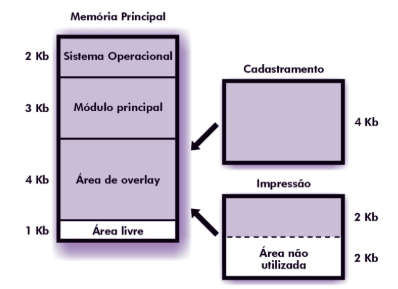 Memória Principal
2 Kb
Sistema Operacional
3 Kb
Módulo principal
4 Kb
Área de overlay
1 Kb
Área livre
Cadastramento
4 Kb
Impressão
2 Kb
Área não
utilizada
2 Kb